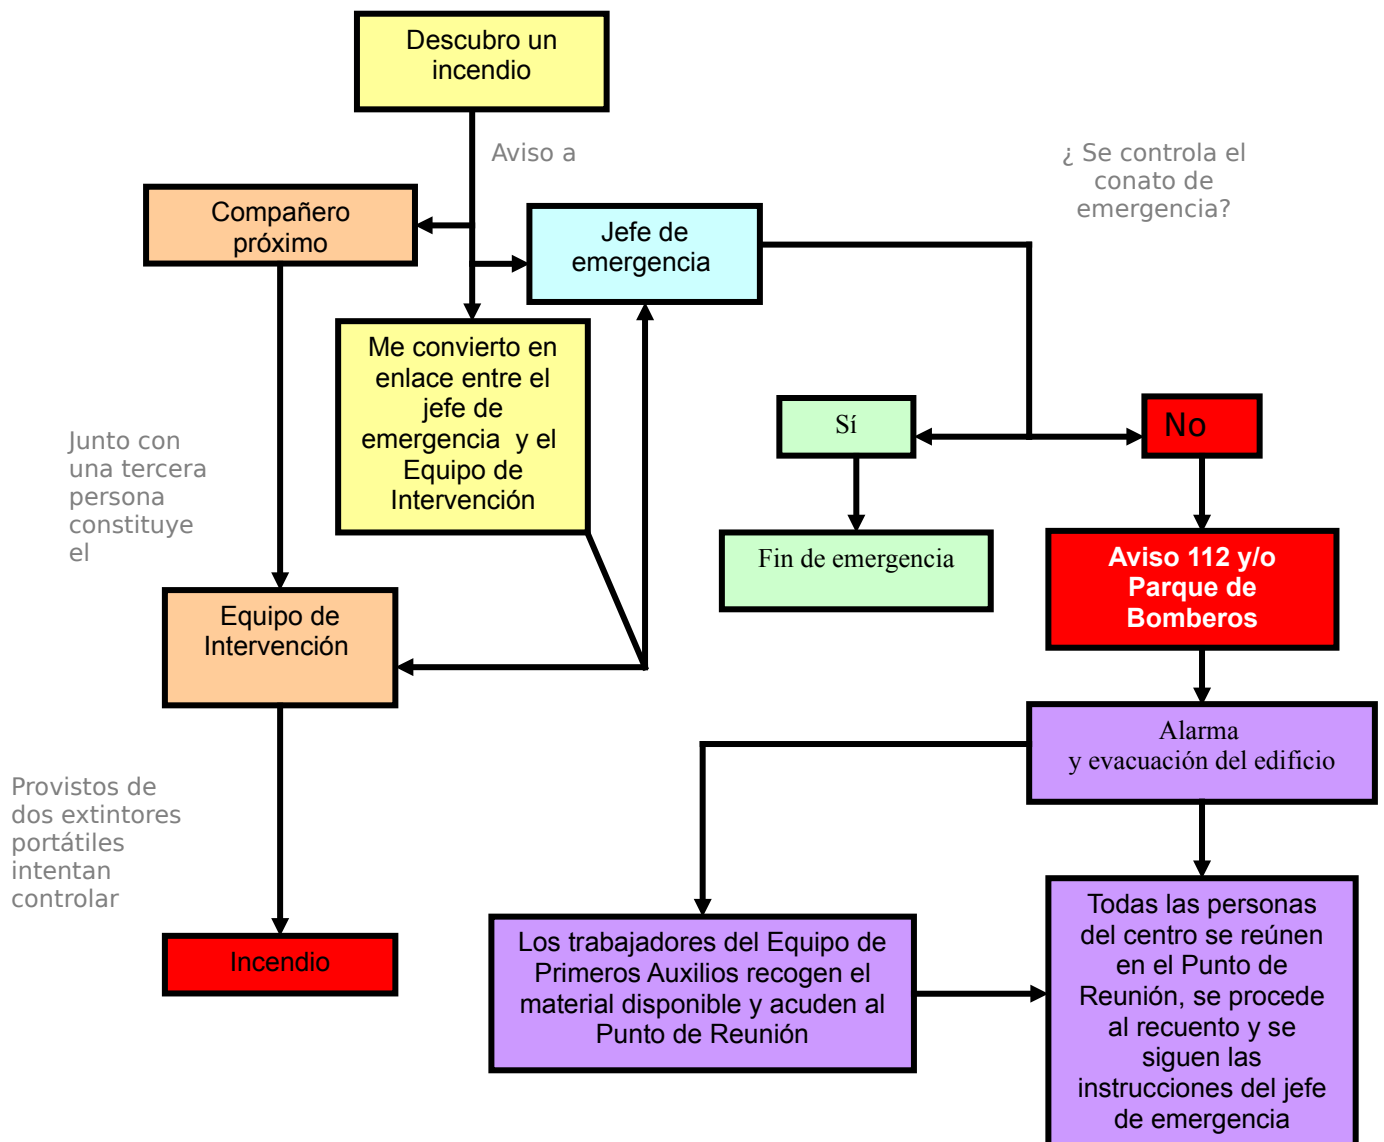 Descubro un
incendio
Aviso a
¿ Se controla el
conato de
emergencia?
Compañero
próximo
Jefe de
emergencia
Me convierto en
enlace entre el
jefe de
emergencia y el
Equipo de
Intervención
Sí
No
Junto con
una tercera
persona
constituye
el
Fin de emergencia
Aviso 112 y/o
Parque de
Bomberos
Equipo de
Intervención
Alarma
y evacuación del edificio
Provistos de
dos extintores
portátiles
intentan
controlar
Incendio
Los trabajadores del Equipo de
Primeros Auxilios recogen el
material disponible y acuden al
Punto de Reunión
Todas las personas
del centro se reúnen
en el Punto de
Reunión, se procede
al recuento y se
siguen las
instrucciones del jefe
de emergencia